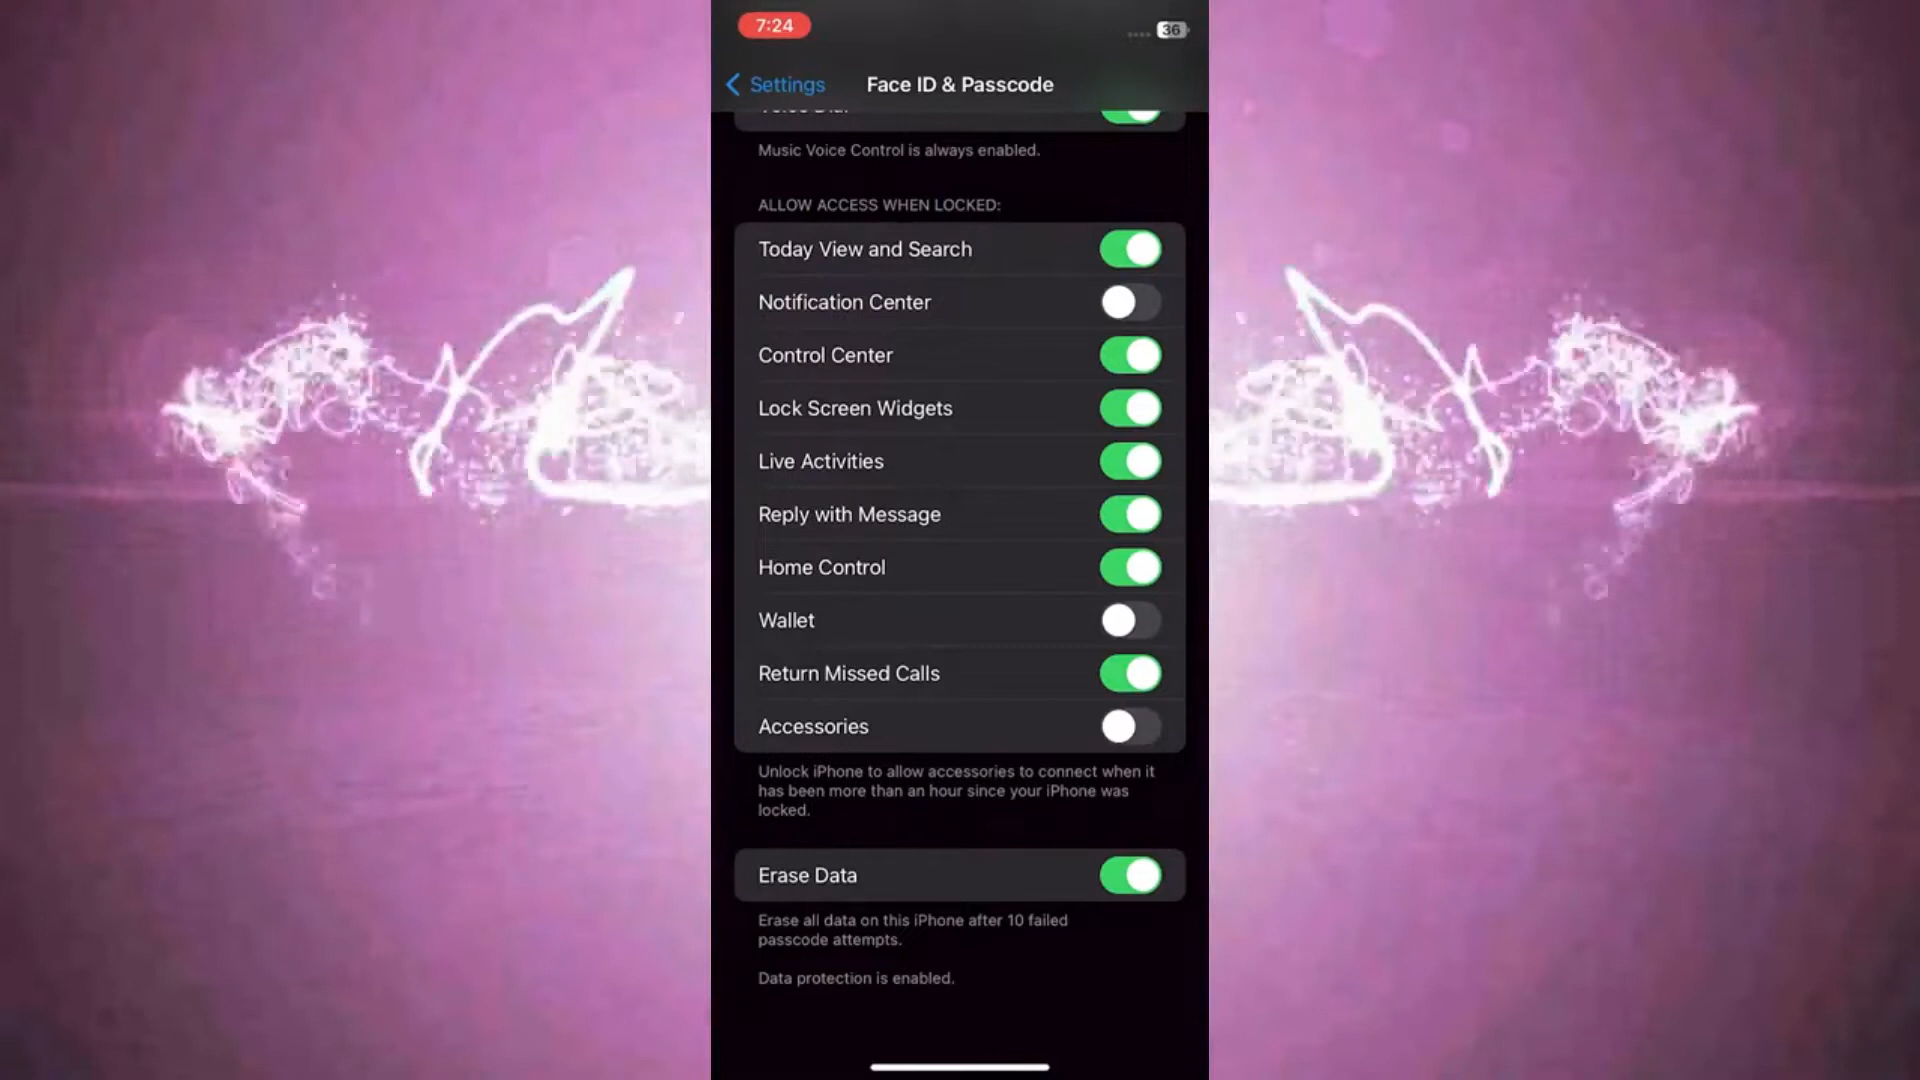 7:24
36
Settings
Face ID & Passcode
Music Voice Control is always enabled.
ALLOW ACCESS WHEN LOCKED:
Today View and Search
Notification Center
Control Center
Lock Screen Widgets
Live Activities
Reply with Message
Home Control
Wallet
Return Missed Calls
Accessories
Unlock iPhone to allow accessories to connect when it
has been more than an hour since your iPhone was
locked.
Erase Data
Erase all data on this iPhone after 10 failed
passcode attempts.
Data protection is enabled.